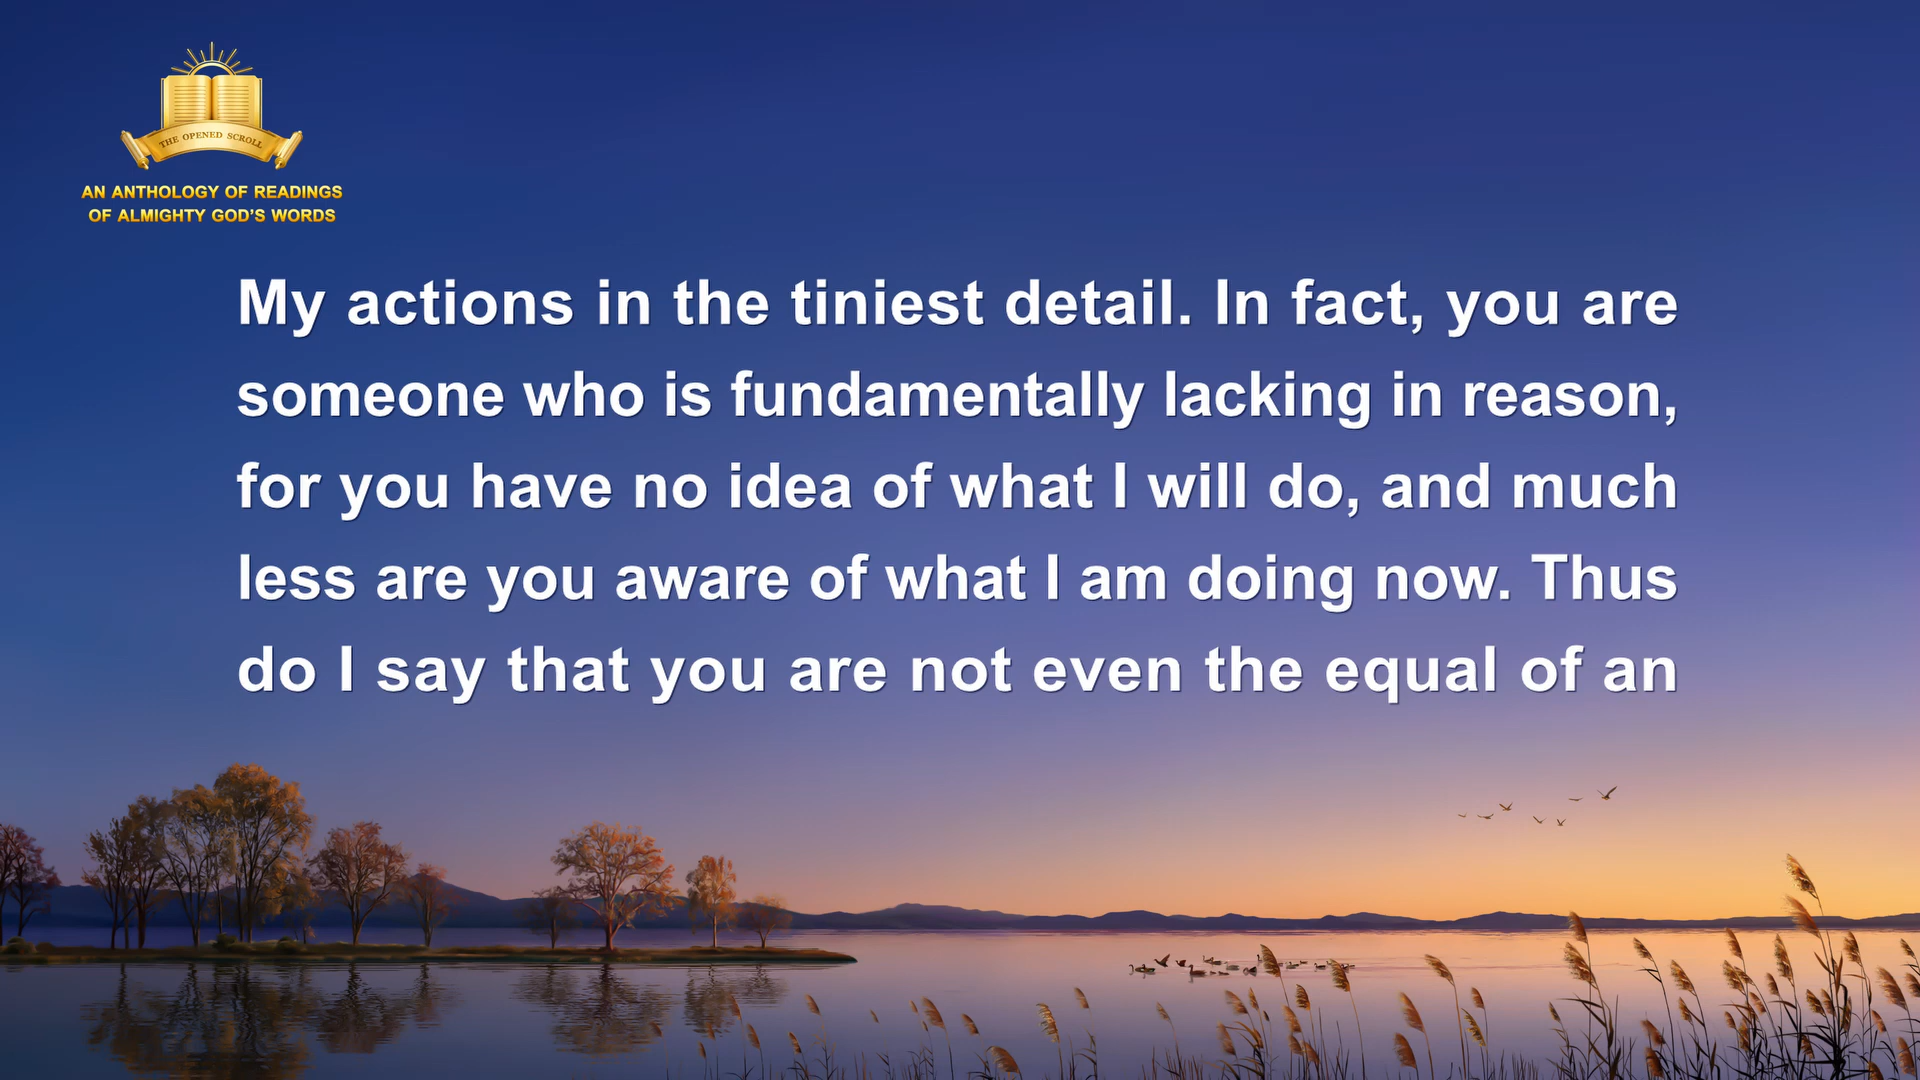 THE OPENED SCROLL
AN ANTHOLOGY OF READINGS
OF ALMIGHTY GOD'S WORDS
My actions in the tiniest detail. In fact, you are
someone who is fundamentally lacking in reason,
for you have no idea of what I will do, and much
less are you aware of what I am doing now. Thus
do I say that you are not even the equal of an